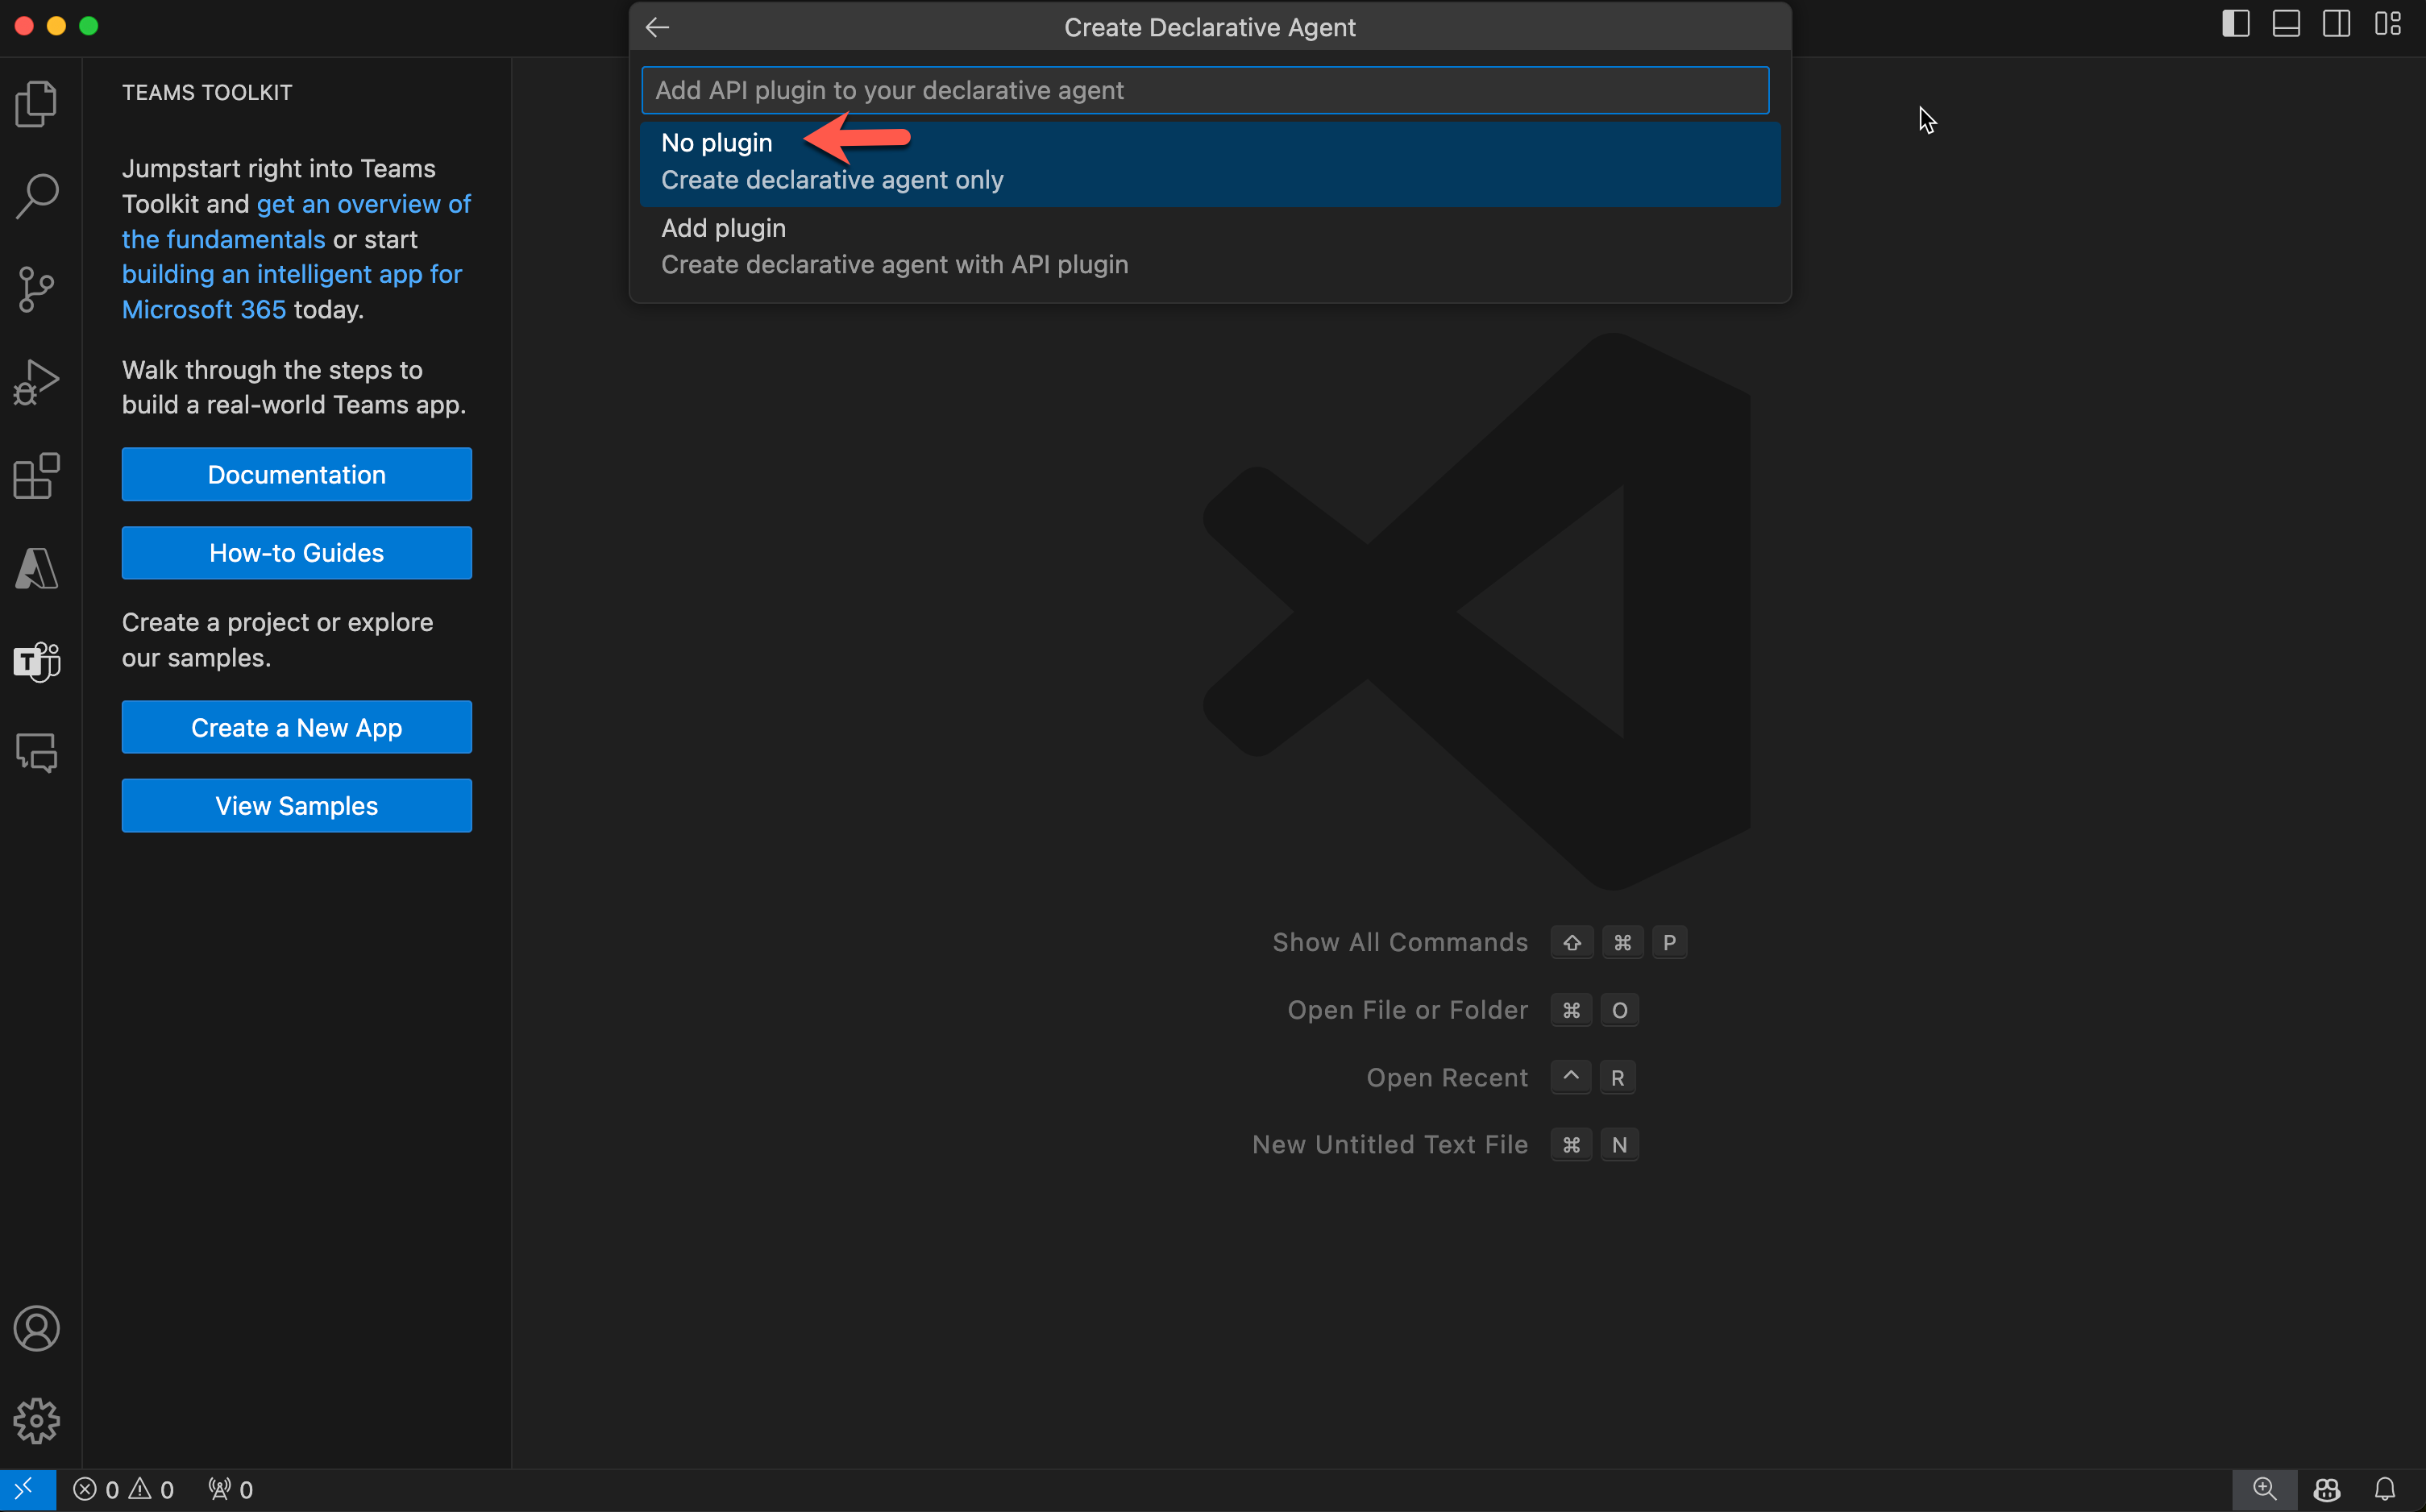 Create Declarative Agent
Add API plugin to your declarative agent
No plugin
Create declarative agent only
Add plugin
Create declarative agent with API plugin
TEAMS TOOLKIT
Jumpstart right into Teams
Toolkit and get an overview of
the fundamentals or start
building an intelligent app for
Microsoft 365 today.
Walk through the steps to
build a real-world Teams app.
Documentation
How-to Guides
Create a project or explore
our samples.
Create a New App
View Samples
Show All Commands ⇧ ⌘ P
Open File or Folder ⌘ O
Open Recent ^ R
New Untitled Text File ⌘ N
0 0 0